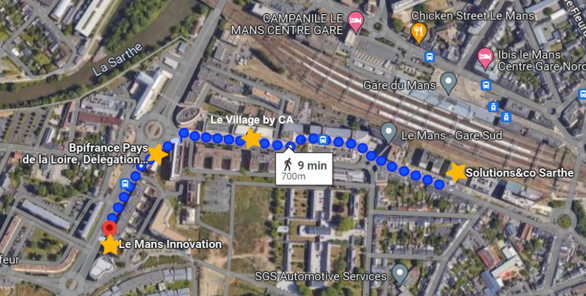 CAMPANILE LE
MANS CENTRE GARE
Chicken Street Le Mans
La Sarthe
Ibis le Mans
Centre Gare Nord
Gare du Mans
Le Village by CA
Le Mans - Gare Sud
Bpifrance Pays
de la Loire, Délégation...
9 min
700m
Solutions&co Sarthe
Le Mans Innovation
SGS Automotive Services